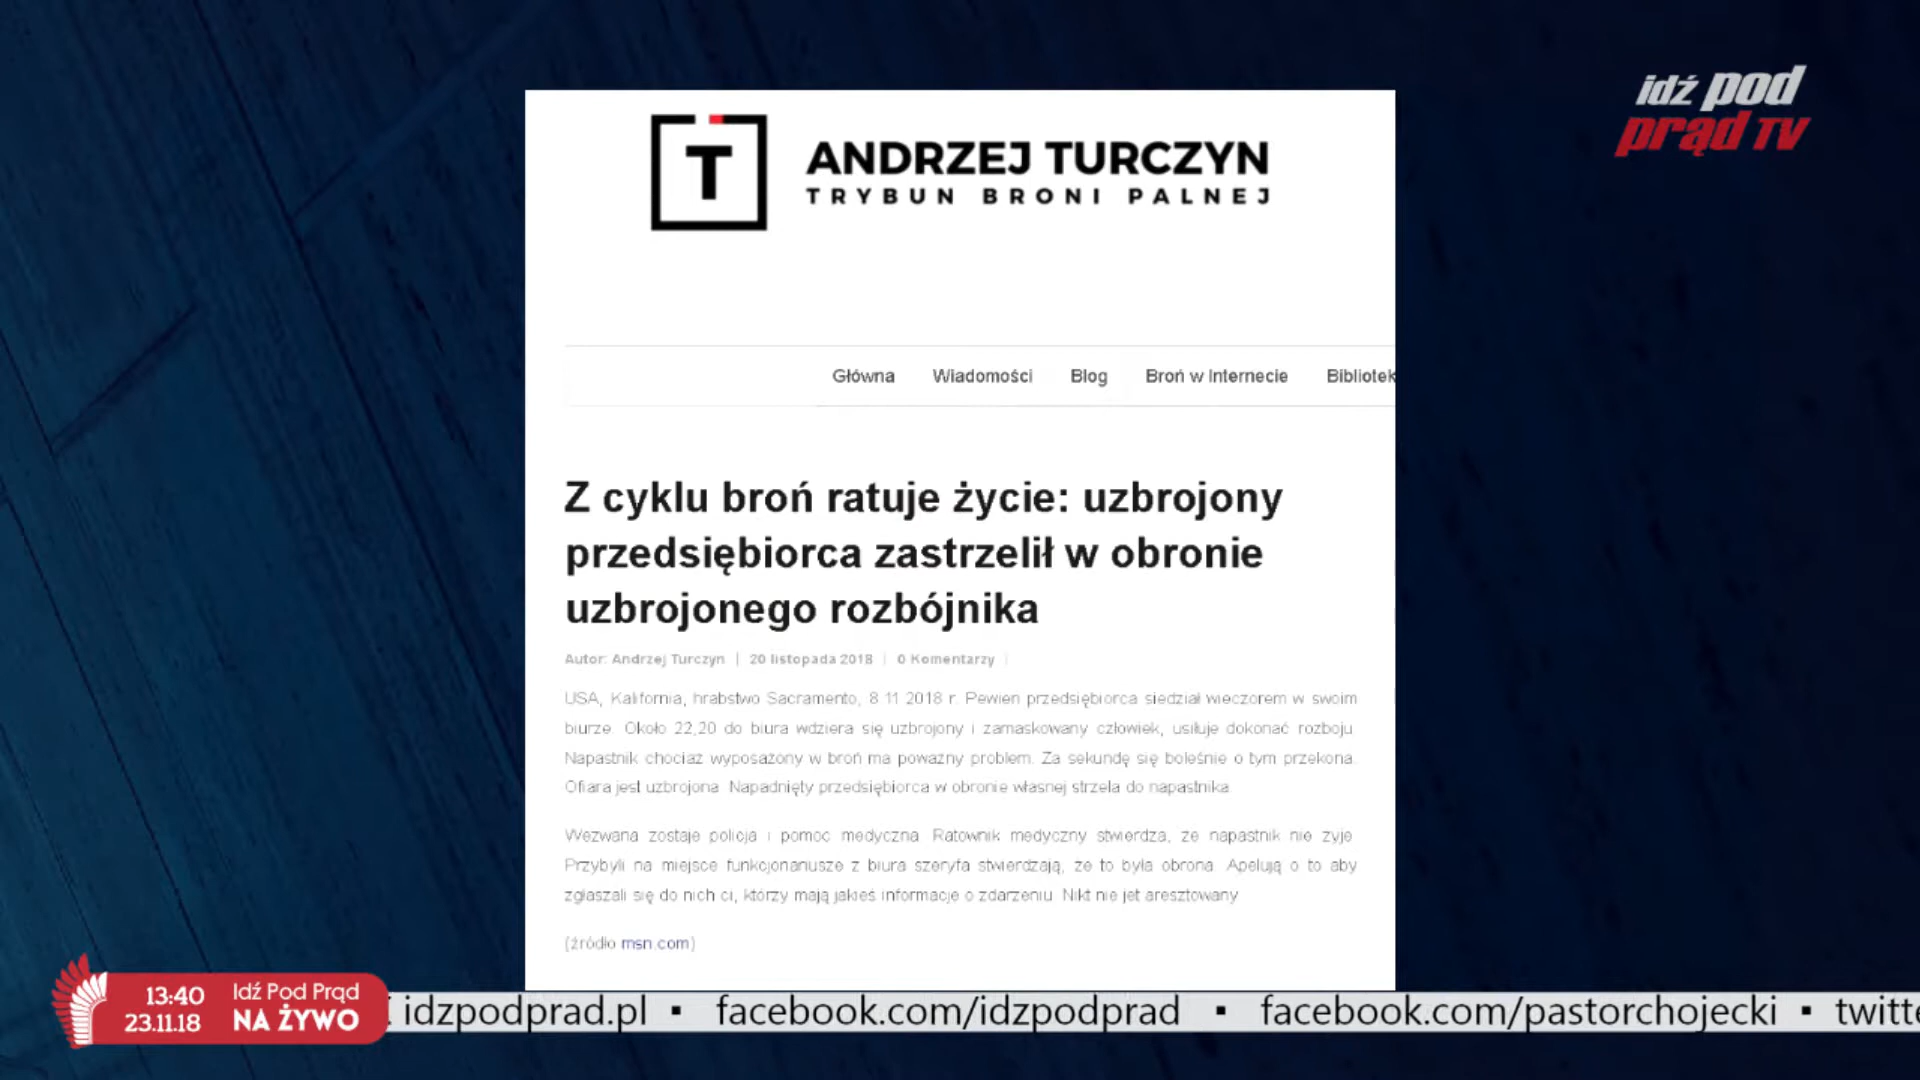 idź pod
prąd TV
T
ANDRZEJ TURCZYN
TRYBUN BRONI PALNEJ
Główna Wiadomości Blog Broń w Internecie Bibliotek
Z cyklu broń ratuje życie: uzbrojony
przedsiębiorca zastrzelił w obronie
uzbrojonego rozbójnika
Autor: Andrzej Turczyn | 20 listopada 2018 | 0 Komentarzy
USA, Kalifornia, hrabstwo Sacramento, 8 11 2018 r. Pewien przedsiębiorca siedział wieczorem w swoim
biurze. Około 22,20 do biura wdziera się uzbrojony i zamaskowany człowiek, usiłuje dokonać rozboju.
Napastnik chociaż wyposażony w broń ma poważny problem. Za sekundę się boleśnie o tym przekona.
Ofiara jest uzbrojona. Napadnięty przedsiębiorca w obronie własnej strzela do napastnika.
Wezwana zostaje policja i pomoc medyczna. Ratownik medyczny stwierdza, że napastnik nie żyje.
Przybyli na miejsce funkcjonariusze z biura szeryfa stwierdzają, że to była obrona. Apelują o to aby
zgłaszali się do nich ci, którzy mają jakieś informacje o zdarzeniu. Nikt nie jet aresztowany.
(źródło msn.com)
13:40 Idź Pod Prąd
23.11.18 NA ŻYWO
idzpodprad.pl ▪ facebook.com/idzpodprad ▪ facebook.com/pastorchojecki ▪ twitte